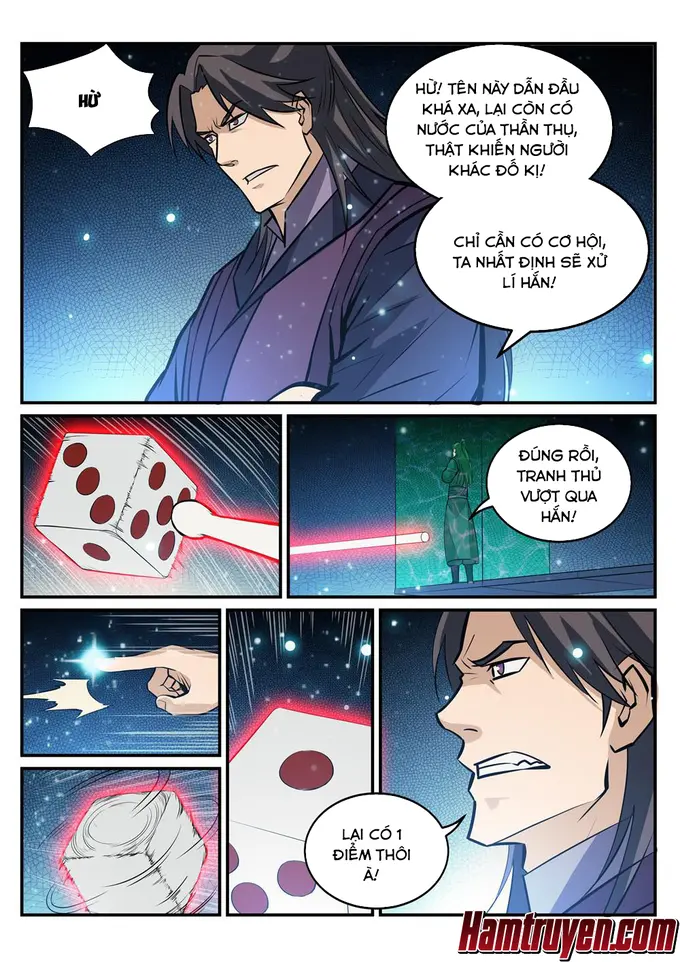 HỪ
HỪ! TÊN NÀY DẪN ĐẦU
KHÁ XA, LẠI CÒN CÓ
NƯỚC CỦA THẦN THỤ,
THẬT KHIẾN NGƯỜI
KHÁC ĐỐ KỊ!
CHỈ CẦN CÓ CƠ HỘI,
TA NHẤT ĐỊNH SẼ XỬ
LÍ HẮN!
ĐÚNG RỒI,
TRANH THỦ
VƯỢT QUA
HẮN!
LẠI CÓ 1
ĐIỂM THÔI
À!
Hamtruyen.com